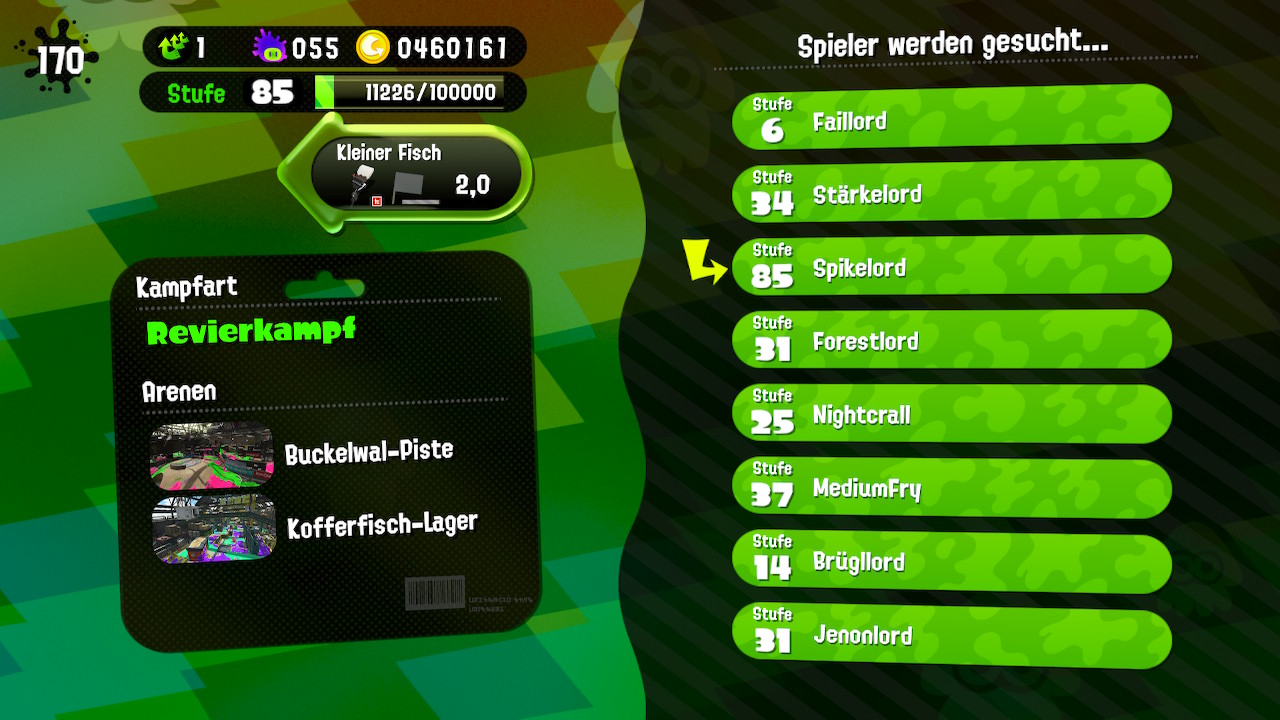 170
1
055
0460161
Stufe 85
11226/100000
Kleiner Fisch
2,0
Kampfart
Revierkampf
Arenen
Buckelwal-Piste
Kofferfisch-Lager
Spieler werden gesucht...
Stufe 6 Faillord
Stufe 34 Stärkelord
Stufe 85 Spikelord
Stufe 31 Forestlord
Stufe 25 Nightcrall
Stufe 37 MediumFry
Stufe 14 Brügllord
Stufe 31 Jenonlord